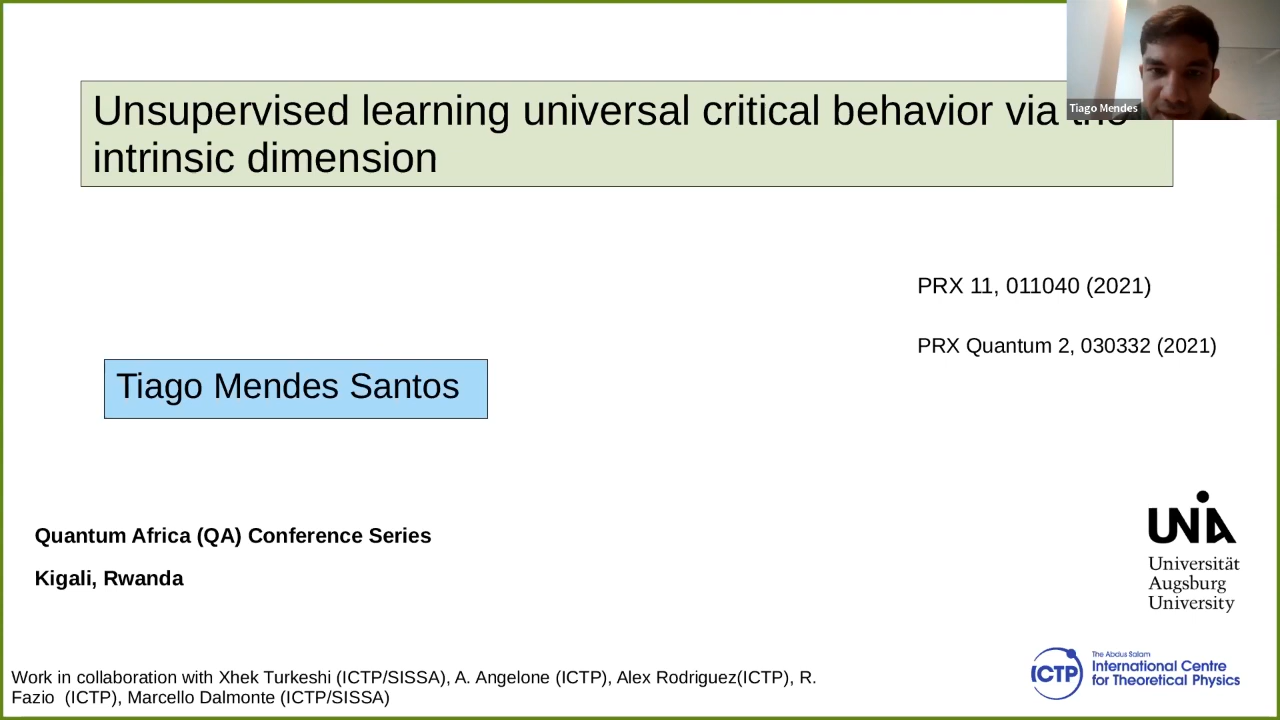 Unsupervised learning universal critical behavior via the
intrinsic dimension
Tiago Mendes
PRX 11, 011040 (2021)
PRX Quantum 2, 030332 (2021)
Tiago Mendes Santos
Quantum Africa (QA) Conference Series
Kigali, Rwanda
UNIA
Universität
Augsburg
University
Work in collaboration with Xhek Turkeshi (ICTP/SISSA), A. Angelone (ICTP), Alex Rodriguez(ICTP), R.
Fazio (ICTP), Marcello Dalmonte (ICTP/SISSA)
ICTP
The Abdus Salam
International Centre
for Theoretical Physics